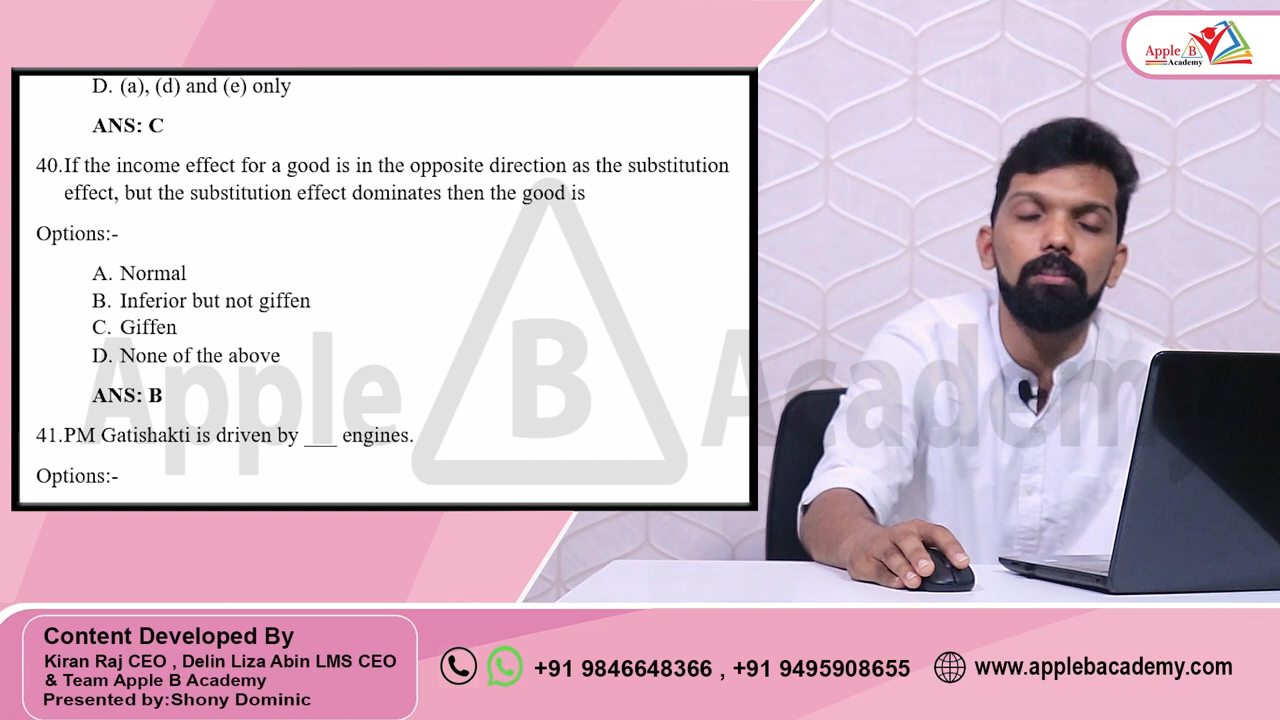 Apple B
Academy
D. (a), (d) and (e) only
ANS: C
40.If the income effect for a good is in the opposite direction as the substitution
effect, but the substitution effect dominates then the good is
Options:-
A. Normal
B. Inferior but not giffen
C. Giffen
D. None of the above
ANS: B
41.PM Gatishakti is driven by ___ engines.
Options:-
Apple B Academy
Content Developed By
Kiran Raj CEO , Delin Liza Abin LMS CEO
& Team Apple B Academy
Presented by:Shony Dominic
+91 9846648366 , +91 9495908655
www.applebacademy.com